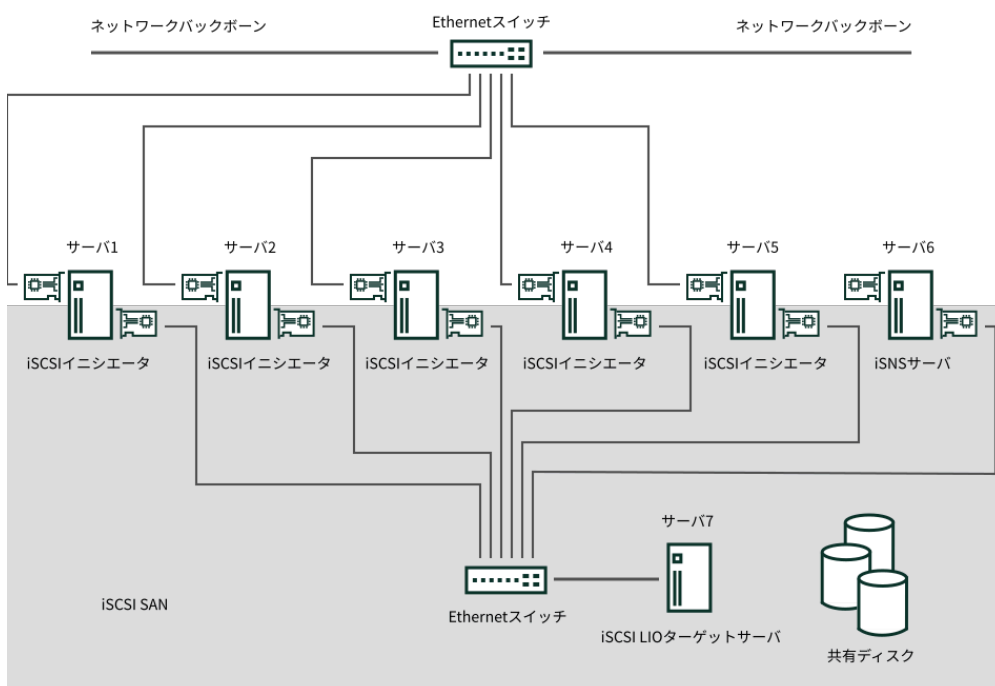 ネットワークバックボーン
Ethernetスイッチ
ネットワークバックボーン
サーバ1
サーバ2
サーバ3
サーバ4
サーバ5
サーバ6
iSCSIイニシエータ
iSCSIイニシエータ
iSCSIイニシエータ
iSCSIイニシエータ
iSCSIイニシエータ
iSNSサーバ
サーバ7
iSCSI SAN
Ethernetスイッチ
iSCSI LIOターゲットサーバ
共有ディスク